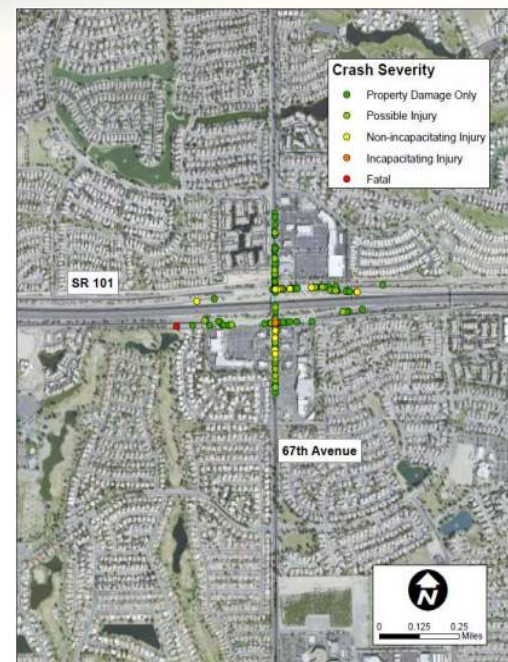 Crash Severity
Property Damage Only
Possible Injury
Non-incapacitating Injury
Incapacitating Injury
Fatal
SR 101
67th Avenue
N
0 0.125 0.25
Miles